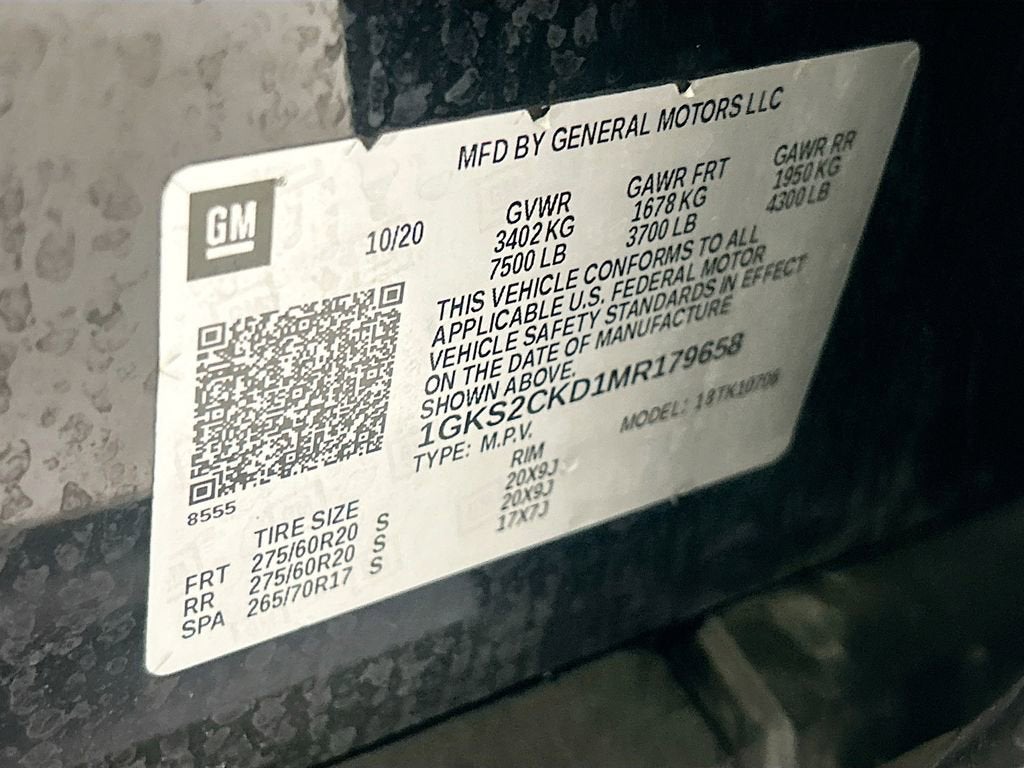 MFD BY GENERAL MOTORS LLC
GM
10/20
GVWR GAWR FRT GAWR RR
3402 KG 1678 KG 1950 KG
7500 LB 3700 LB 4300 LB
THIS VEHICLE CONFORMS TO ALL
APPLICABLE U.S. FEDERAL MOTOR
VEHICLE SAFETY STANDARDS IN EFFECT
ON THE DATE OF MANUFACTURE
SHOWN ABOVE.
1GKS2CKD1MR179658
TYPE: M.P.V. MODEL: 18TK10706
8555
TIRE SIZE RIM
FRT 275/60R20 S 20X9J
RR 275/60R20 S 20X9J
SPA 265/70R17 S 17X7J